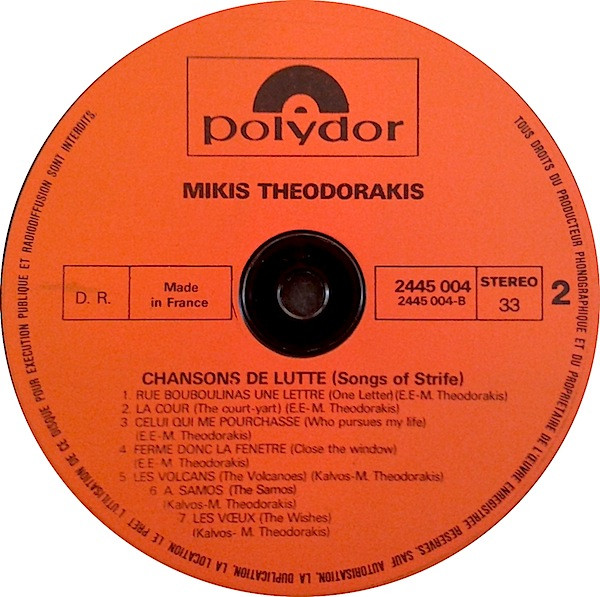 polydor
MIKIS THEODORAKIS
D. R.
Made
in France
2445 004
2445 004-B
STEREO
33
2
CHANSONS DE LUTTE (Songs of Strife)
1. RUE BOUBOULINAS UNE LETTRE (One Letter) (E.E - M. Theodorakis)
2. LA COUR (The court-yart) (E.E - M. Theodorakis)
3 CELUI QUI ME POURCHASSE (Who pursues my life)
(E.E - M. Theodorakis)
4 FERME DONC LA FENETRE (Close the window)
(E.E - M. Theodorakis)
5 LES VOLCANS (The Volcanoes) (Kalvos-M. Theodorakis)
6 A. SAMOS (The Samos)
(Kalvos-M. Theodorakis)
7. LES VŒUX (The Wishes)
(Kalvos- M. Theodorakis)
TOUS DROITS DU PRODUCTEUR PHONOGRAPHIQUE ET DU PROPRIETAIRE DE L'ŒUVRE ENREGISTREE RESERVES. SAUF AUTORISATION, LA DUPLICATION, LA LOCATION, LE PRET, L'UTILISATION DE CE DISQUE POUR EXECUTION PUBLIQUE ET RADIODIFFUSION SONT INTERDITS.